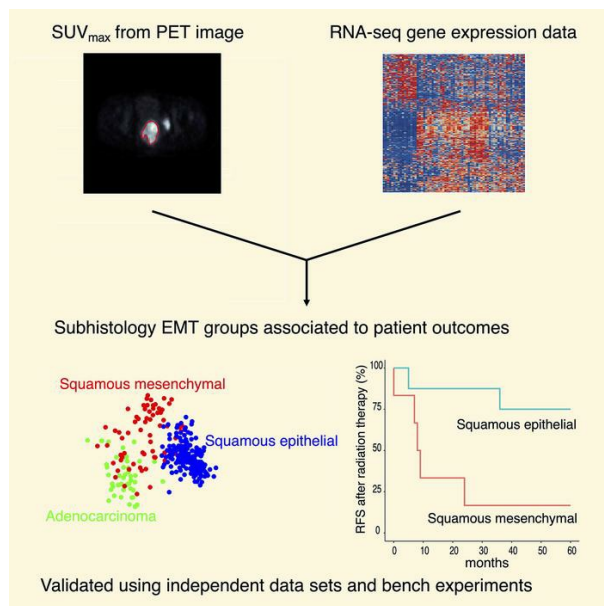 SUVmax from PET image
RNA-seq gene expression data
Subhistology EMT groups associated to patient outcomes
Squamous mesenchymal
Squamous epithelial
Adenocarcinoma
RFS after radiation therapy (%)
100
75
50
25
0
Squamous epithelial
Squamous mesenchymal
0 10 20 30 40 50 60
months
Validated using independent data sets and bench experiments